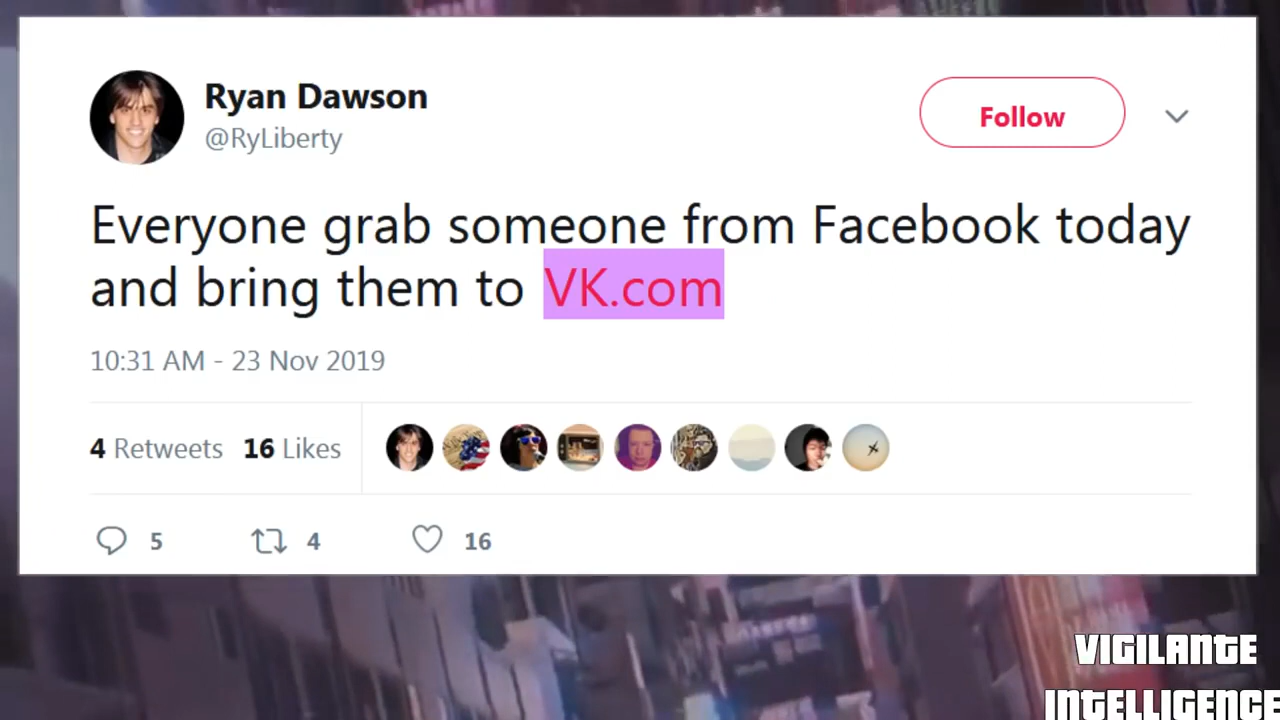 Ryan Dawson
@RyLiberty
Follow
Everyone grab someone from Facebook today
and bring them to VK.com
10:31 AM - 23 Nov 2019
4 Retweets 16 Likes
5 4 16
VIGILANTE
INTELLIGENCE